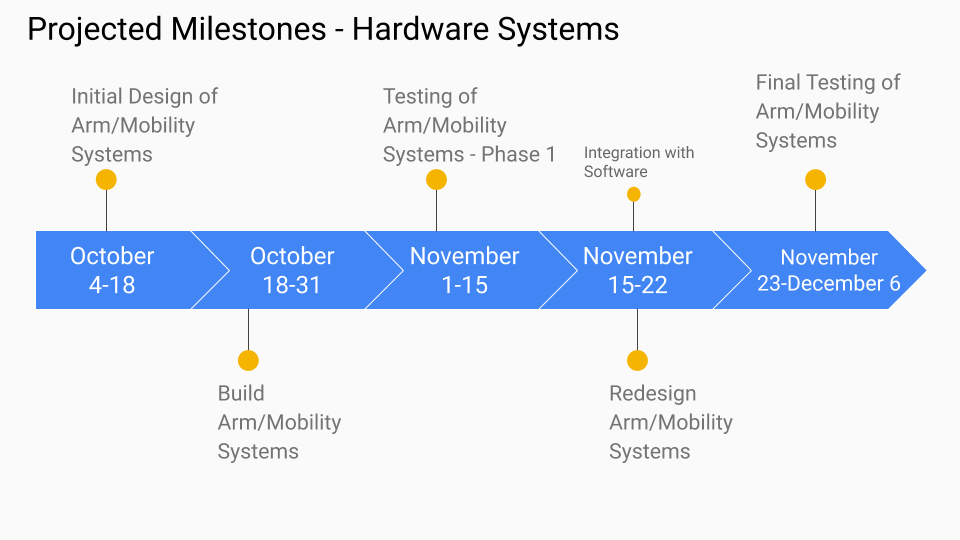 Projected Milestones - Hardware Systems
Initial Design of
Arm/Mobility
Systems
Testing of
Arm/Mobility
Systems - Phase 1
Integration with
Software
Final Testing of
Arm/Mobility
Systems
October
4-18
October
18-31
November
1-15
November
15-22
November
23-December 6
Build
Arm/Mobility
Systems
Redesign
Arm/Mobility
Systems